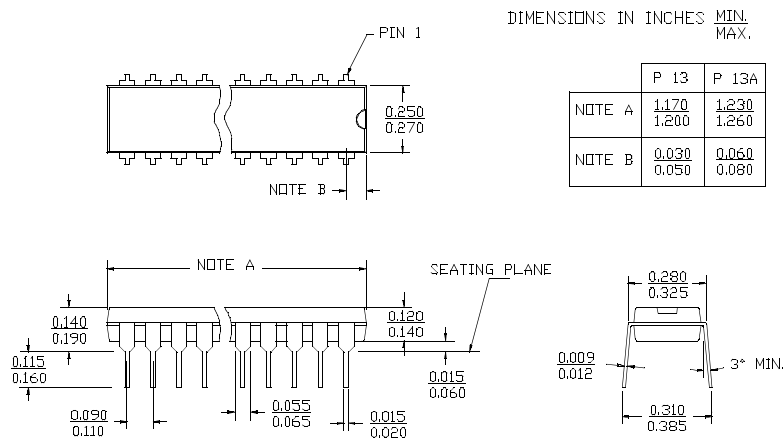 DIMENSIONS IN INCHES MIN.
MAX.
PIN 1
P 13 P 13A
NOTE A 1.170 1.230
1.200 1.260
NOTE B 0.030 0.060
0.050 0.080
0.250
0.270
NOTE B
NOTE A
SEATING PLANE
0.280
0.325
0.140
0.190
0.120
0.140
0.115
0.160
0.015
0.060
0.009
0.012
3° MIN.
0.090
0.110
0.055
0.065
0.015
0.020
0.310
0.385